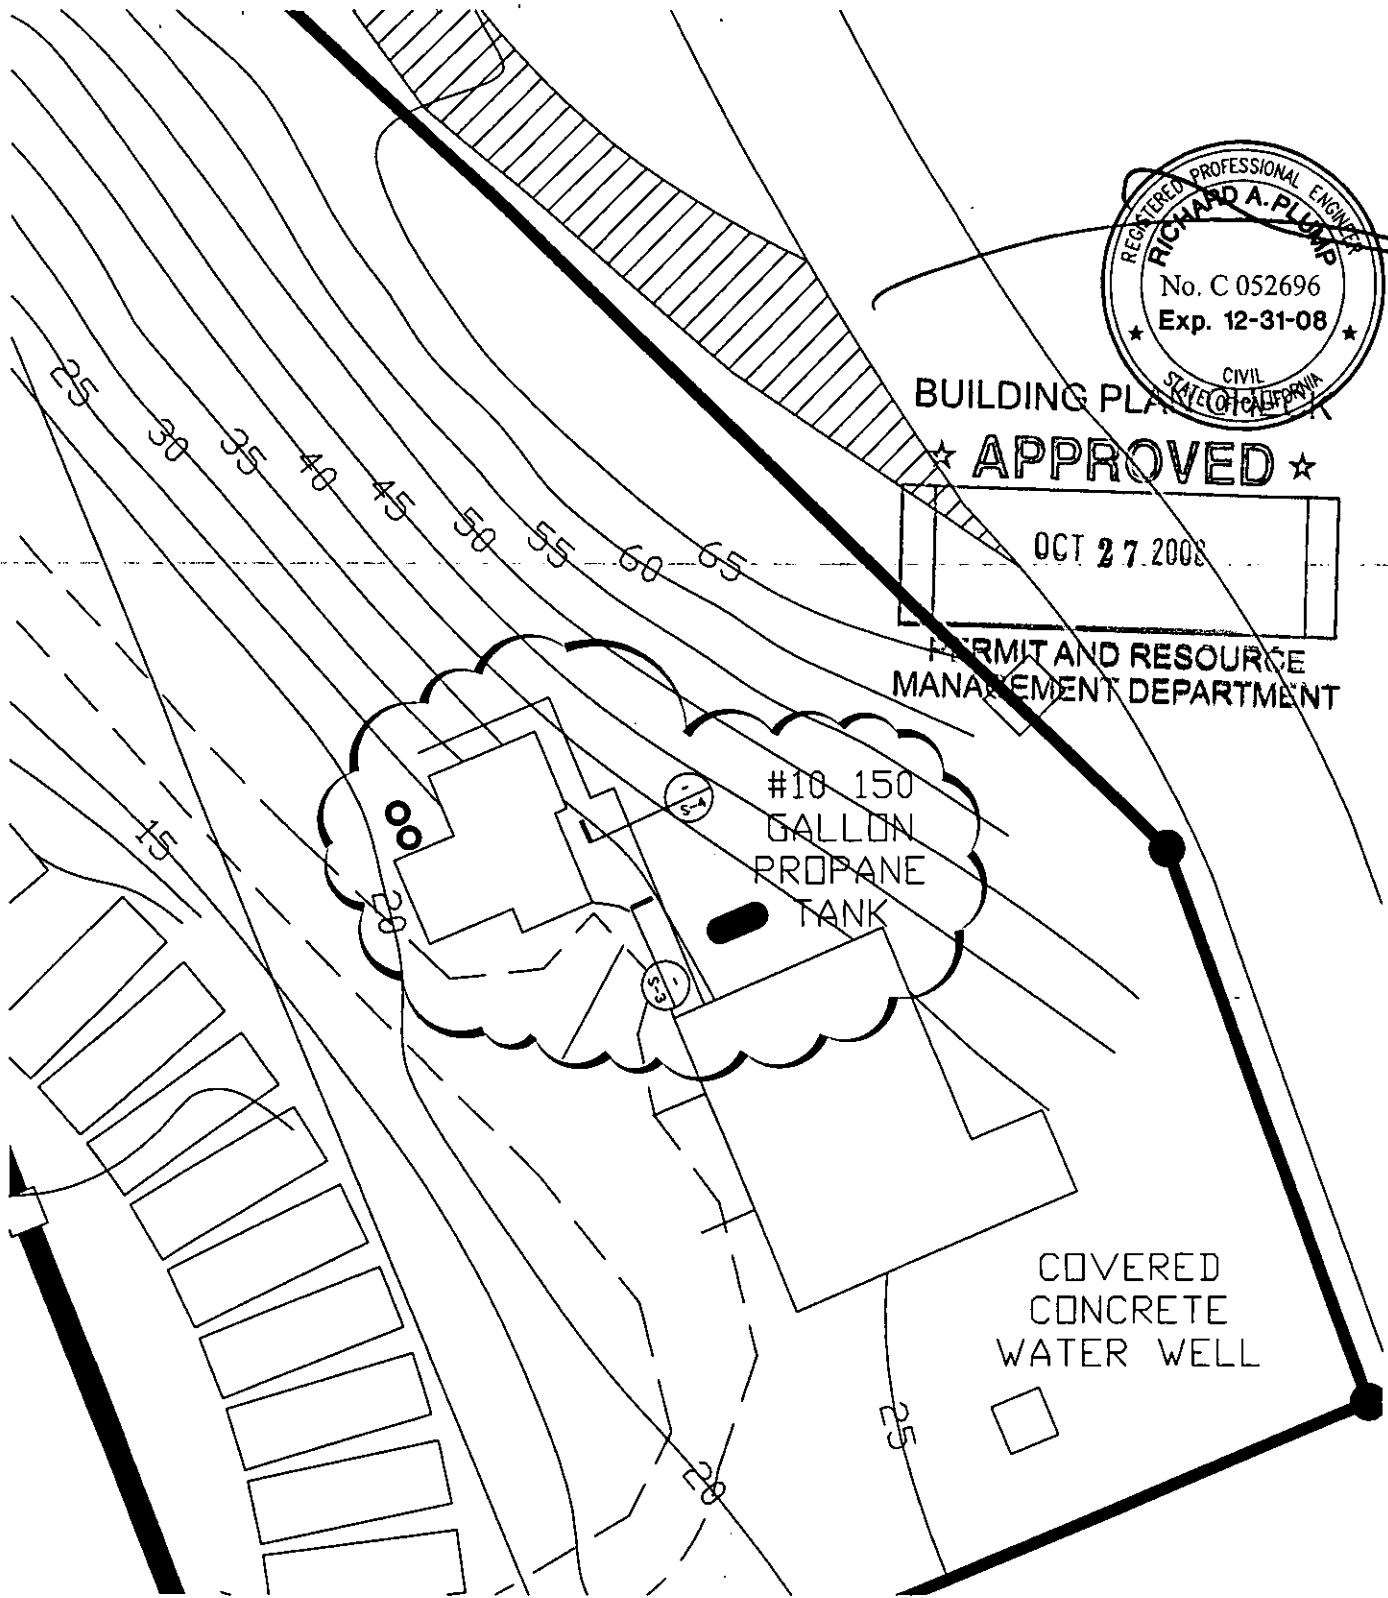 REGISTERED PROFESSIONAL ENGINEER
RICHARD A. PLUMP
No. C 052696
Exp. 12-31-08
CIVIL
STATE OF CALIFORNIA
BUILDING
APPROVED
OCT 27 2008
PERMIT AND RESOURCE
MANAGEMENT DEPARTMENT
25
30
35
40
45
50
55
60
65
#10 150
GALLON
PROPANE
TANK
S-4
15
20
S-3
COVERED
CONCRETE
WATER WELL
25
20